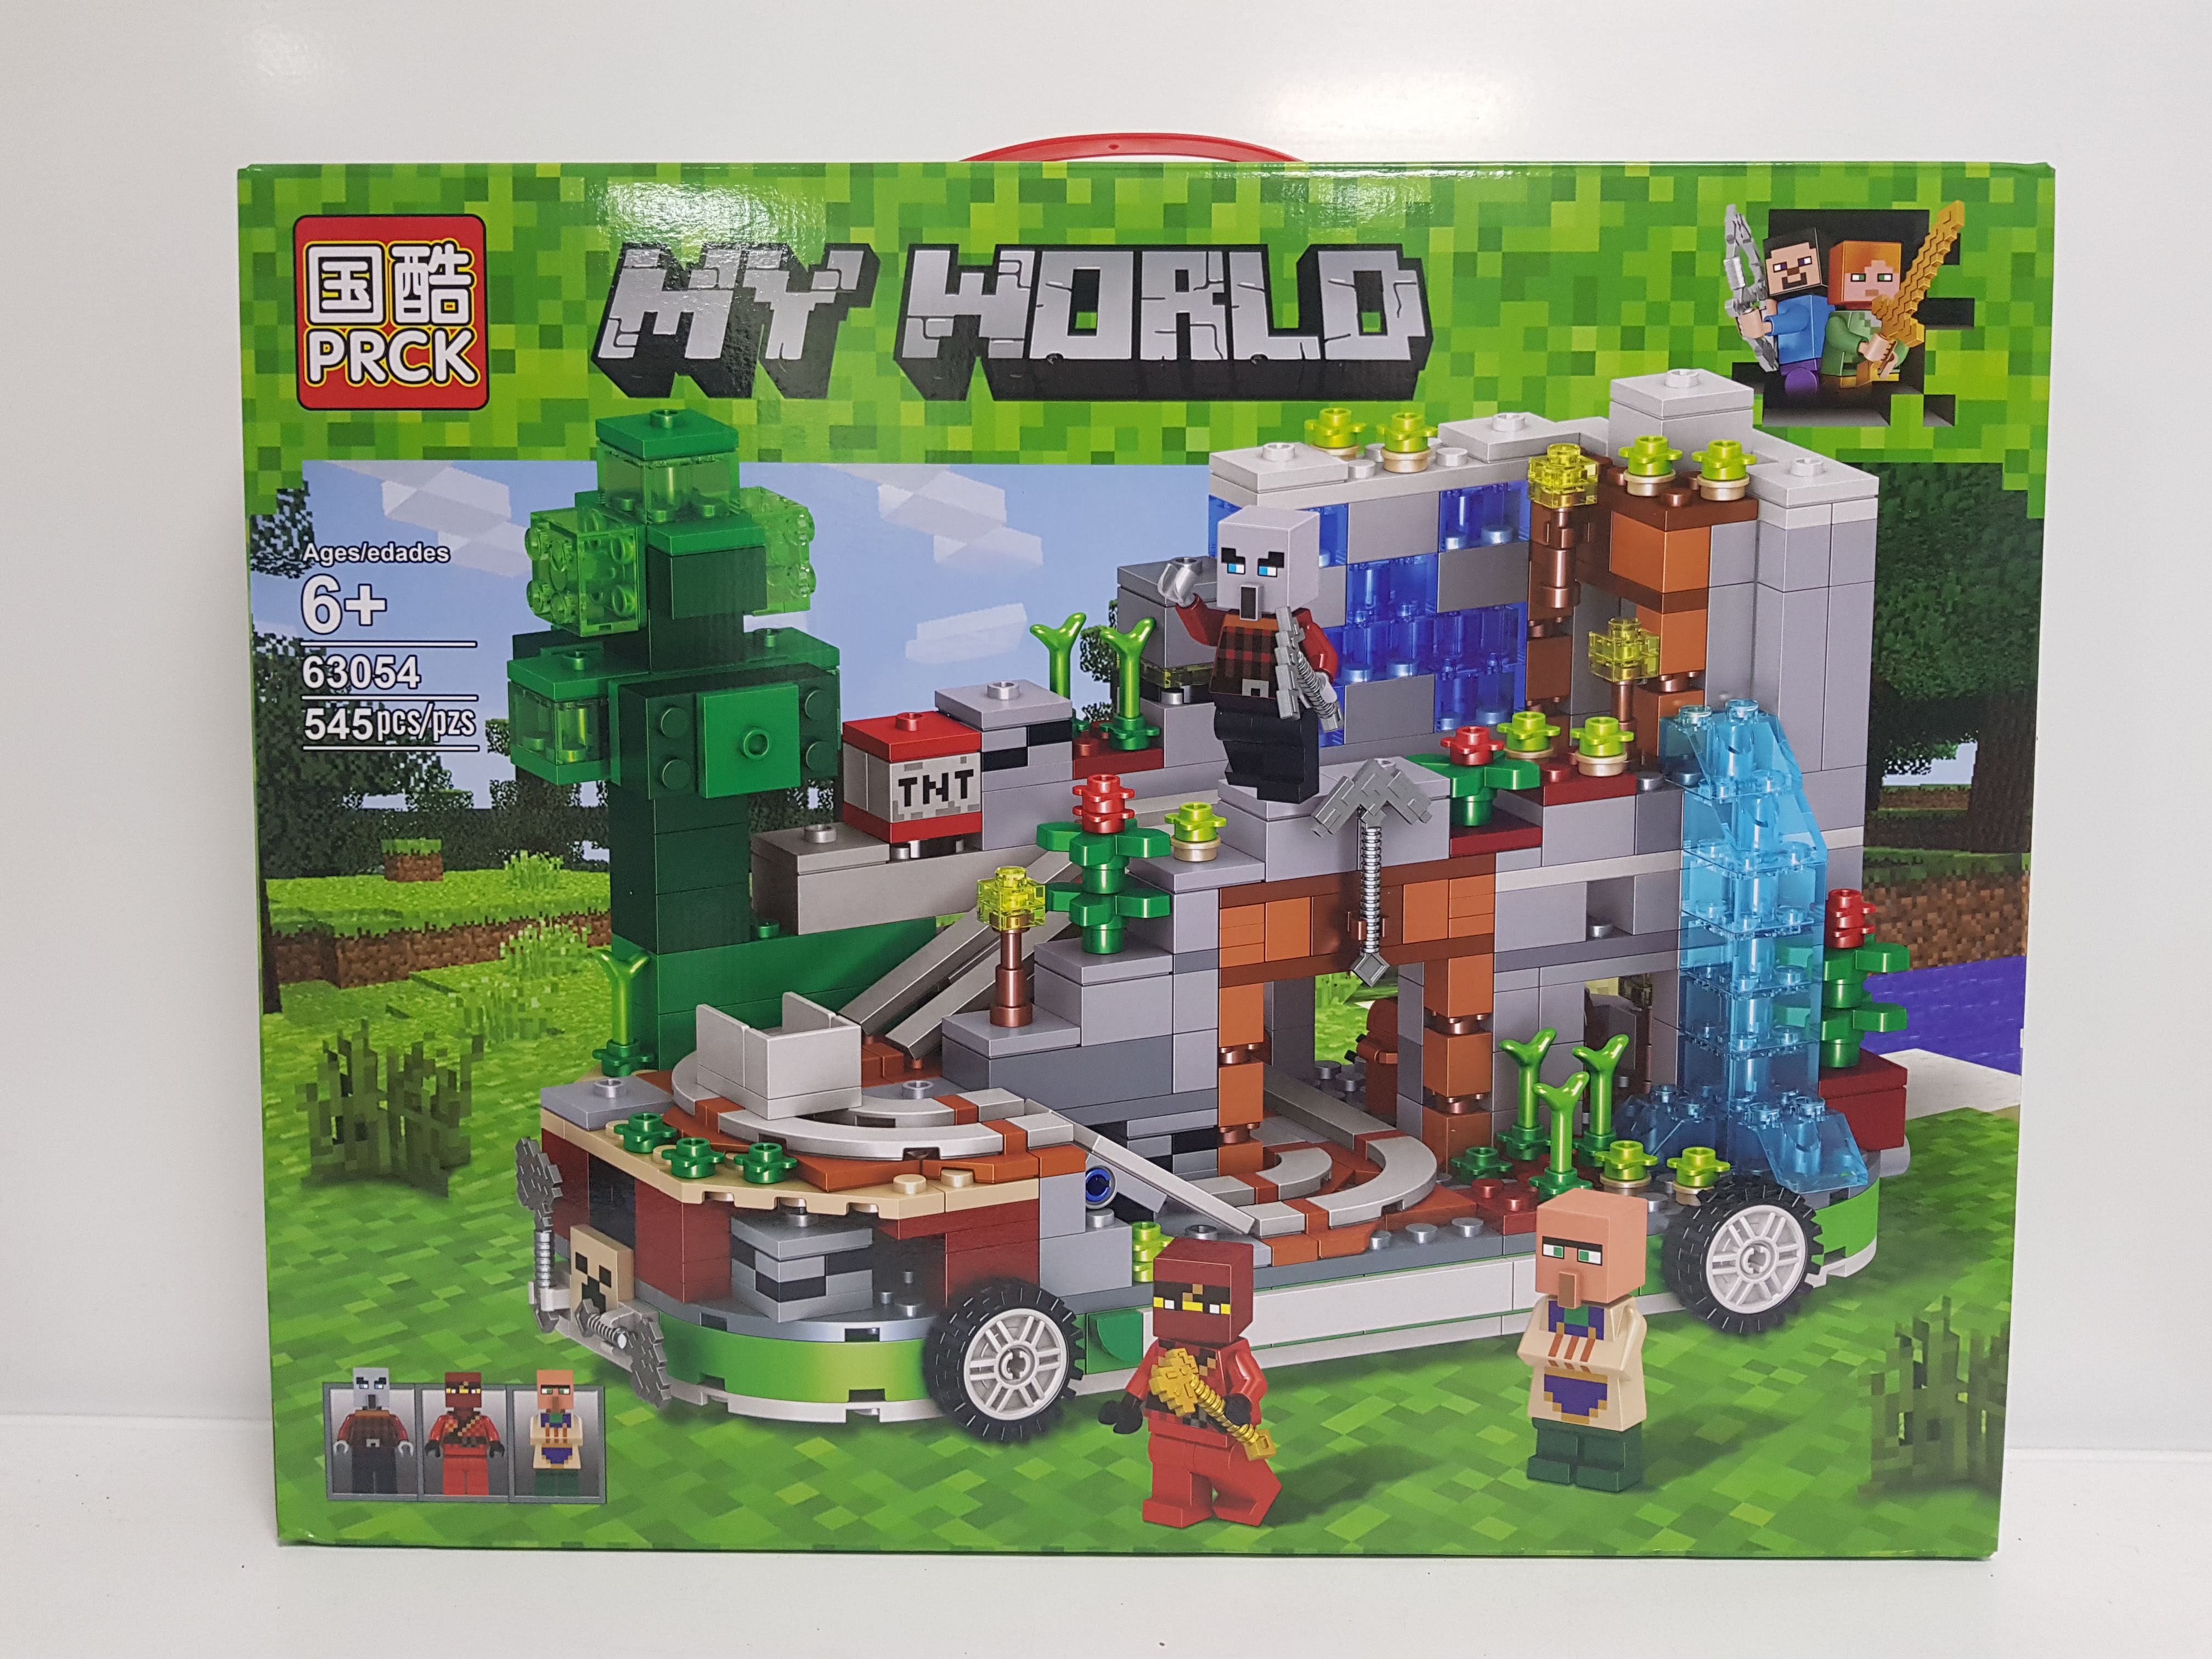 国酷
PRCK
MY WORLD
Ages/edades
6+
63054
545pcs/pzs
TNT